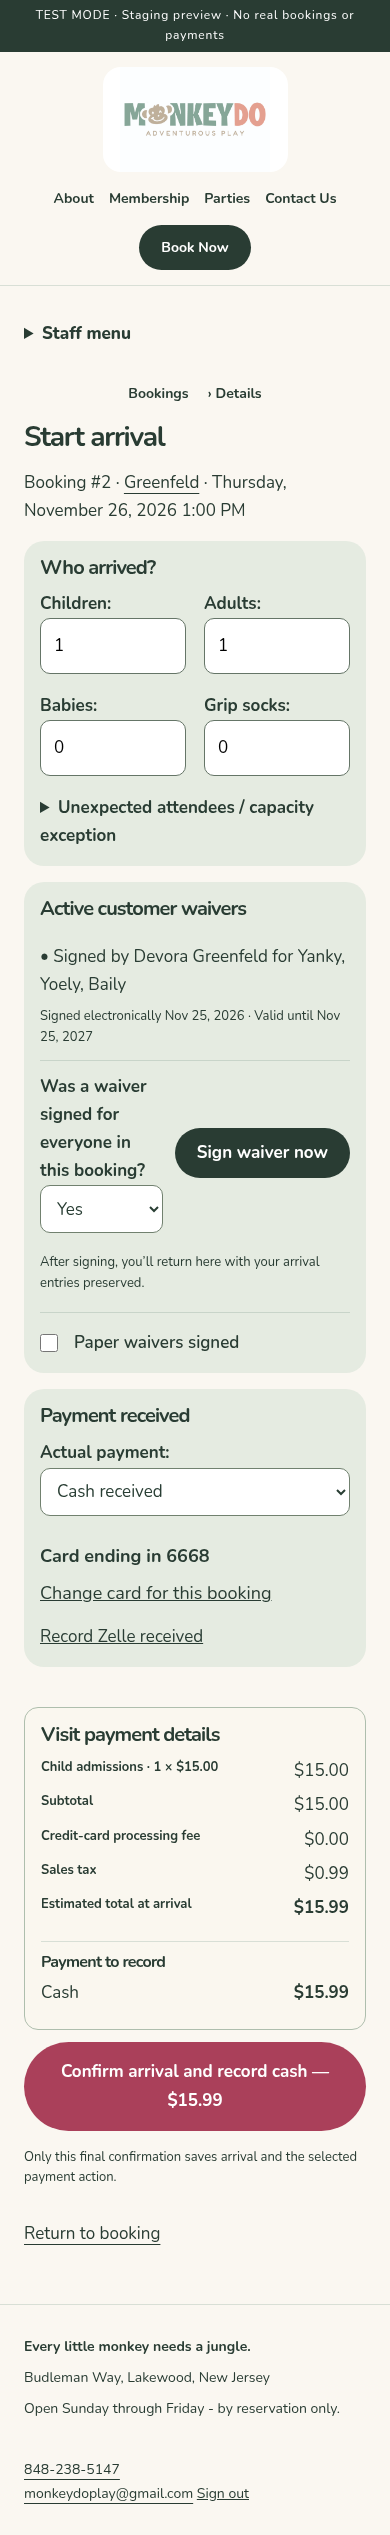 TEST MODE · Staging preview · No real bookings or
payments
MONKEYDO
ADVENTUROUS PLAY
About Membership Parties Contact Us
Book Now
Staff menu
Bookings › Details
Start arrival
Booking #2 · Greenfeld · Thursday,
November 26, 2026 1:00 PM
Who arrived?
Children: Adults:
1 1
Babies: Grip socks:
0 0
Unexpected attendees / capacity
exception
Active customer waivers
• Signed by Devora Greenfeld for Yanky,
Yoely, Baily
Signed electronically Nov 25, 2026 · Valid until Nov
25, 2027
Was a waiver
signed for
everyone in
this booking?
Sign waiver now
Yes
After signing, you’ll return here with your arrival
entries preserved.
Paper waivers signed
Payment received
Actual payment:
Cash received
Card ending in 6668
Change card for this booking
Record Zelle received
Visit payment details
Child admissions · 1 × $15.00 $15.00
Subtotal $15.00
Credit-card processing fee $0.00
Sales tax $0.99
Estimated total at arrival $15.99
Payment to record
Cash $15.99
Confirm arrival and record cash —
$15.99
Only this final confirmation saves arrival and the selected
payment action.
Return to booking
Every little monkey needs a jungle.
Budleman Way, Lakewood, New Jersey
Open Sunday through Friday - by reservation only.
848-238-5147
monkeydoplay@gmail.com Sign out